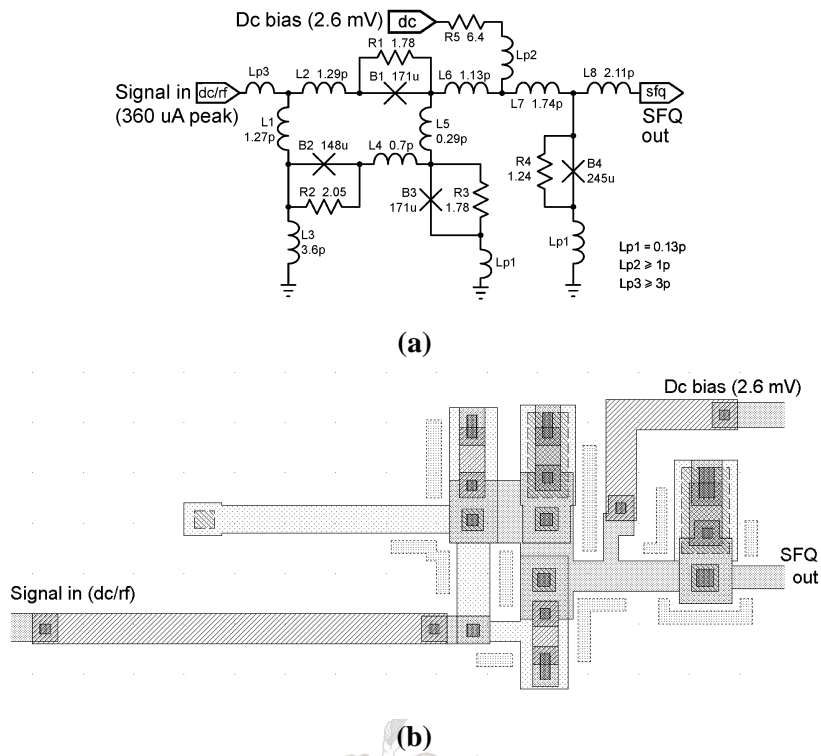 Dc bias (2.6 mV)
dc
R5 6.4
Lp2
R1 1.78
B1 171u
Signal in
(360 uA peak)
dc/rf
Lp3
L2 1.29p
L6 1.13p
L7 1.74p
L8 2.11p
sfq
SFQ
out
L1
1.27p
L5
0.29p
B2 148u
L4 0.7p
R2 2.05
B3
171u
R3
1.78
R4
1.24
B4
245u
L3
3.6p
Lp1
Lp1
Lp1 = 0.13p
Lp2 ⩾ 1p
Lp3 ⩾ 3p
(a)
Dc bias (2.6 mV)
SFQ
out
Signal in (dc/rf)
(b)